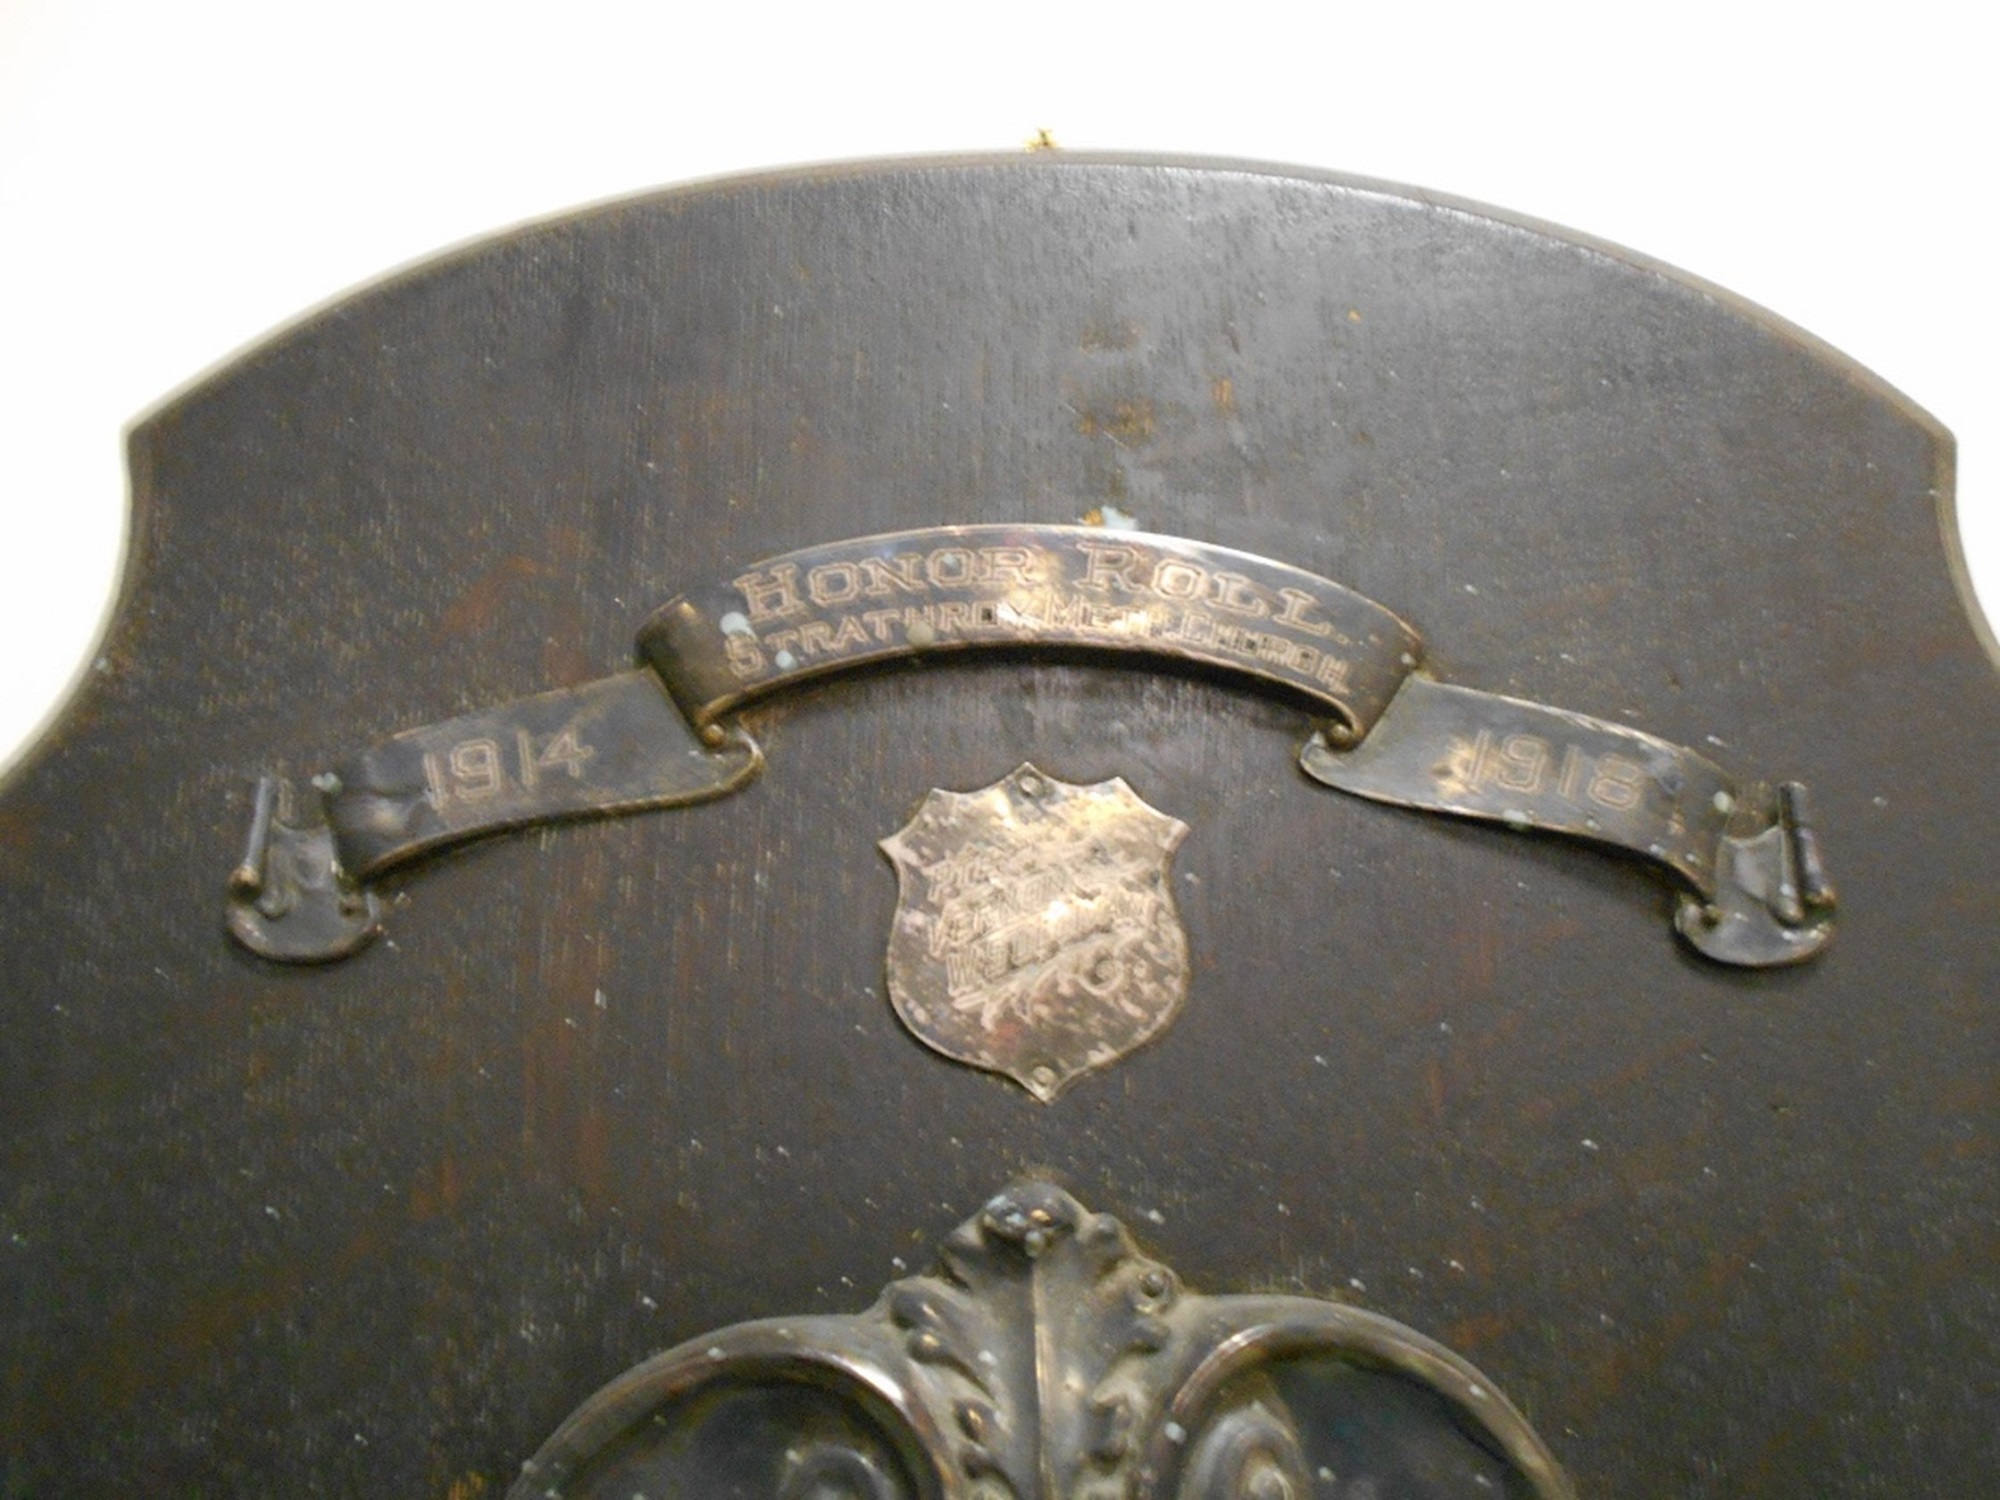 HONOR ROLL.
STRATHROY METH. CHURCH.
1914
1918